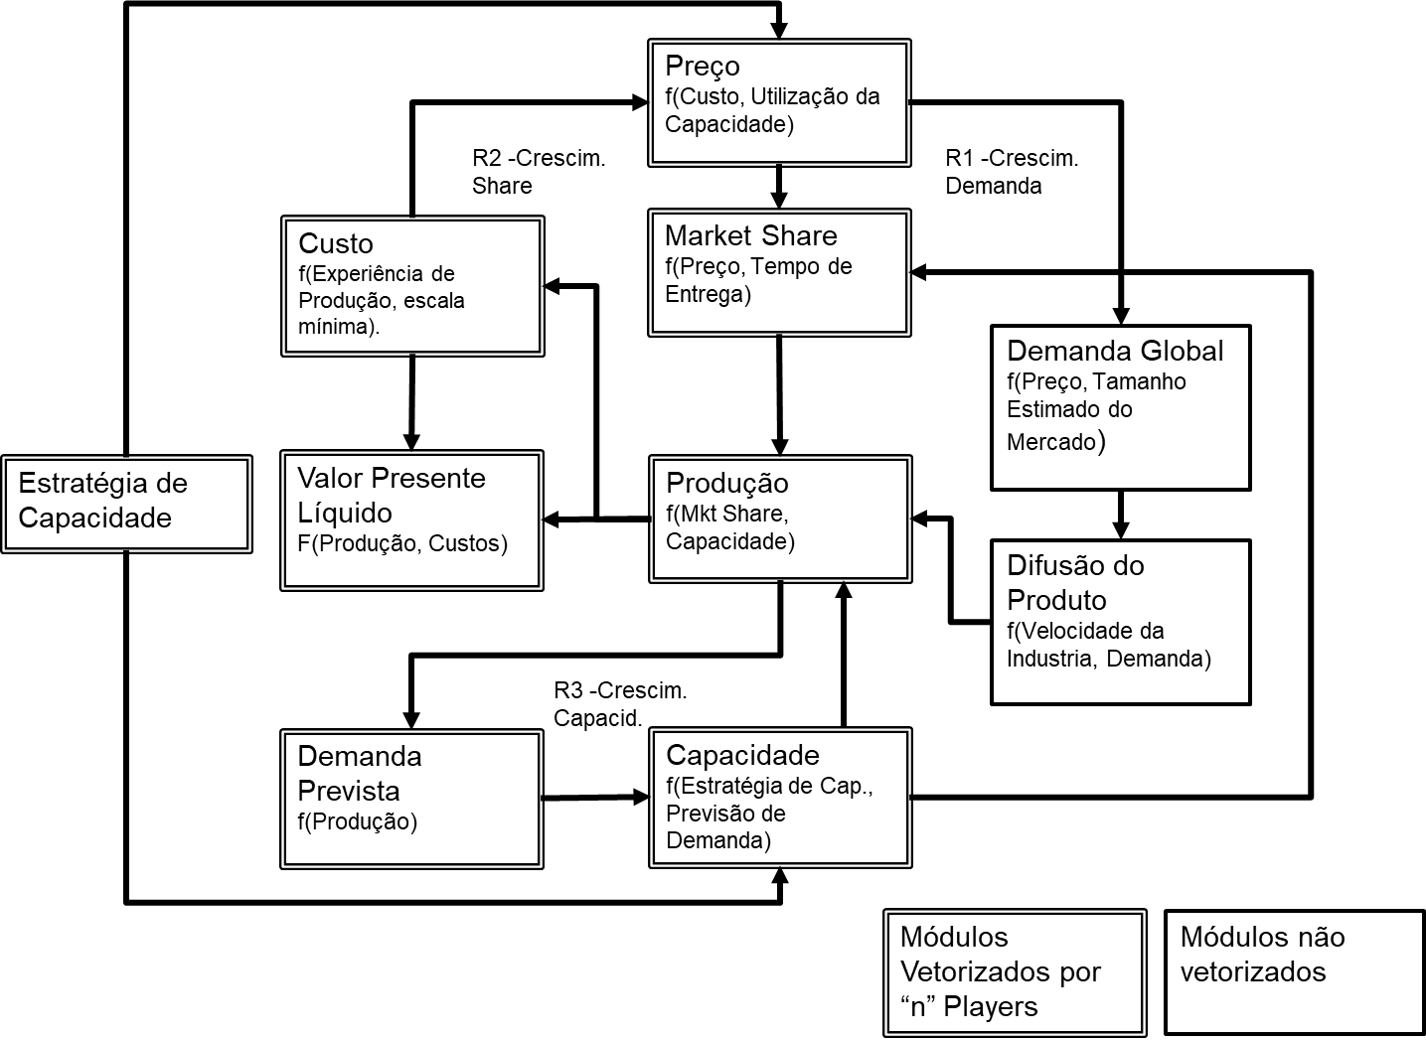 Preço
f(Custo, Utilização da
Capacidade)
R2 -Crescim.
Share
R1 -Crescim.
Demanda
Custo
f(Experiência de
Produção, escala
mínima).
Market Share
f(Preço, Tempo de
Entrega)
Demanda Global
f(Preço, Tamanho
Estimado do
Mercado)
Estratégia de
Capacidade
Valor Presente
Líquido
F(Produção, Custos)
Produção
f(Mkt Share,
Capacidade)
Difusão do
Produto
f(Velocidade da
Industria, Demanda)
R3 -Crescim.
Capacid.
Demanda
Prevista
f(Produção)
Capacidade
f(Estratégia de Cap.,
Previsão de
Demanda)
Módulos
Vetorizados por
“n” Players
Módulos não
vetorizados